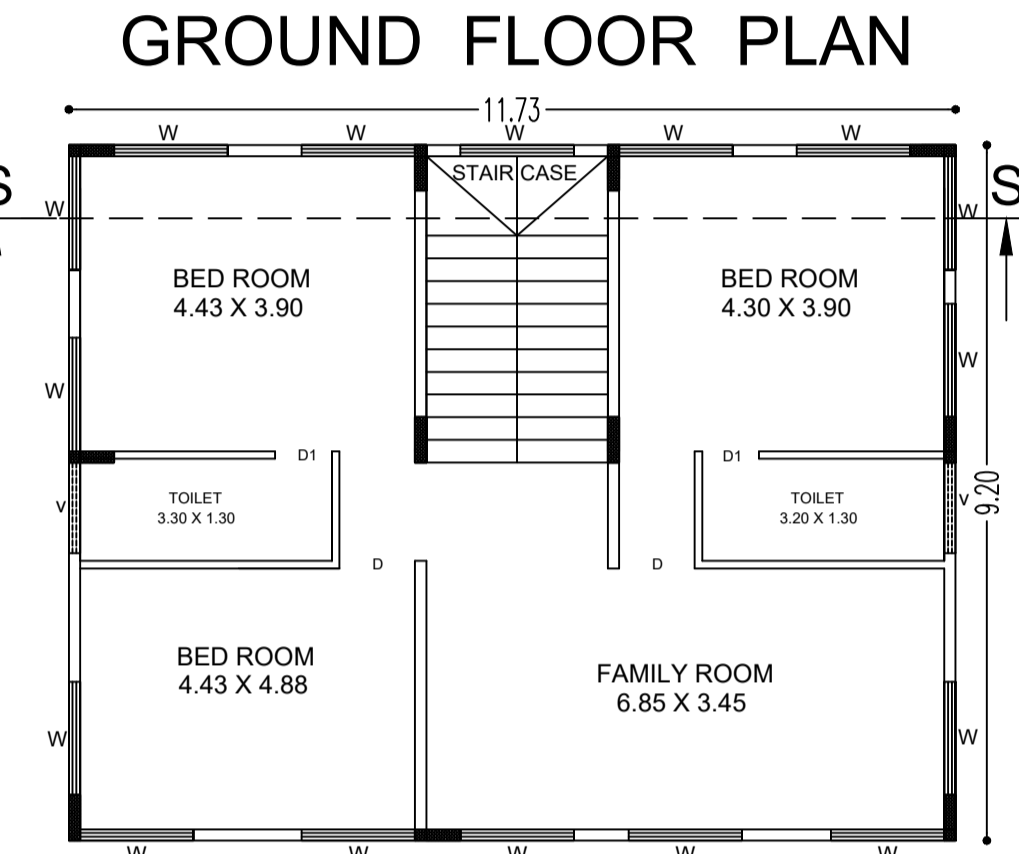 GROUND FLOOR PLAN
11.73
W W W W W
S STAIR CASE S
W W
BED ROOM
4.43 X 3.90
BED ROOM
4.30 X 3.90
W W
D1 D1
TOILET
3.30 X 1.30
TOILET
3.20 X 1.30
V V
9.20
D D
BED ROOM
4.43 X 4.88
FAMILY ROOM
6.85 X 3.45
W W
W W W W W